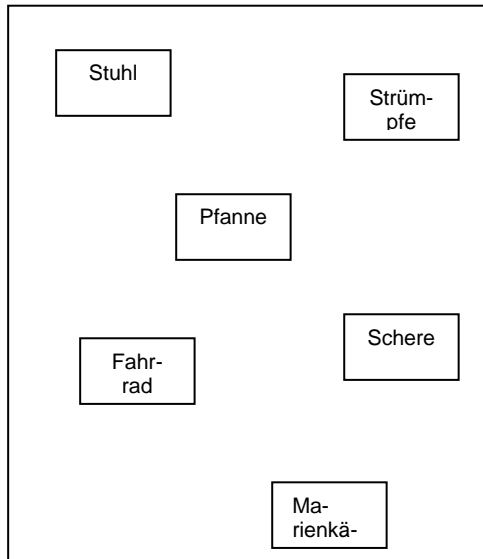 Stuhl
Strüm-
pfe
Pfanne
Schere
Fahr-
rad
Ma-
rienkä-